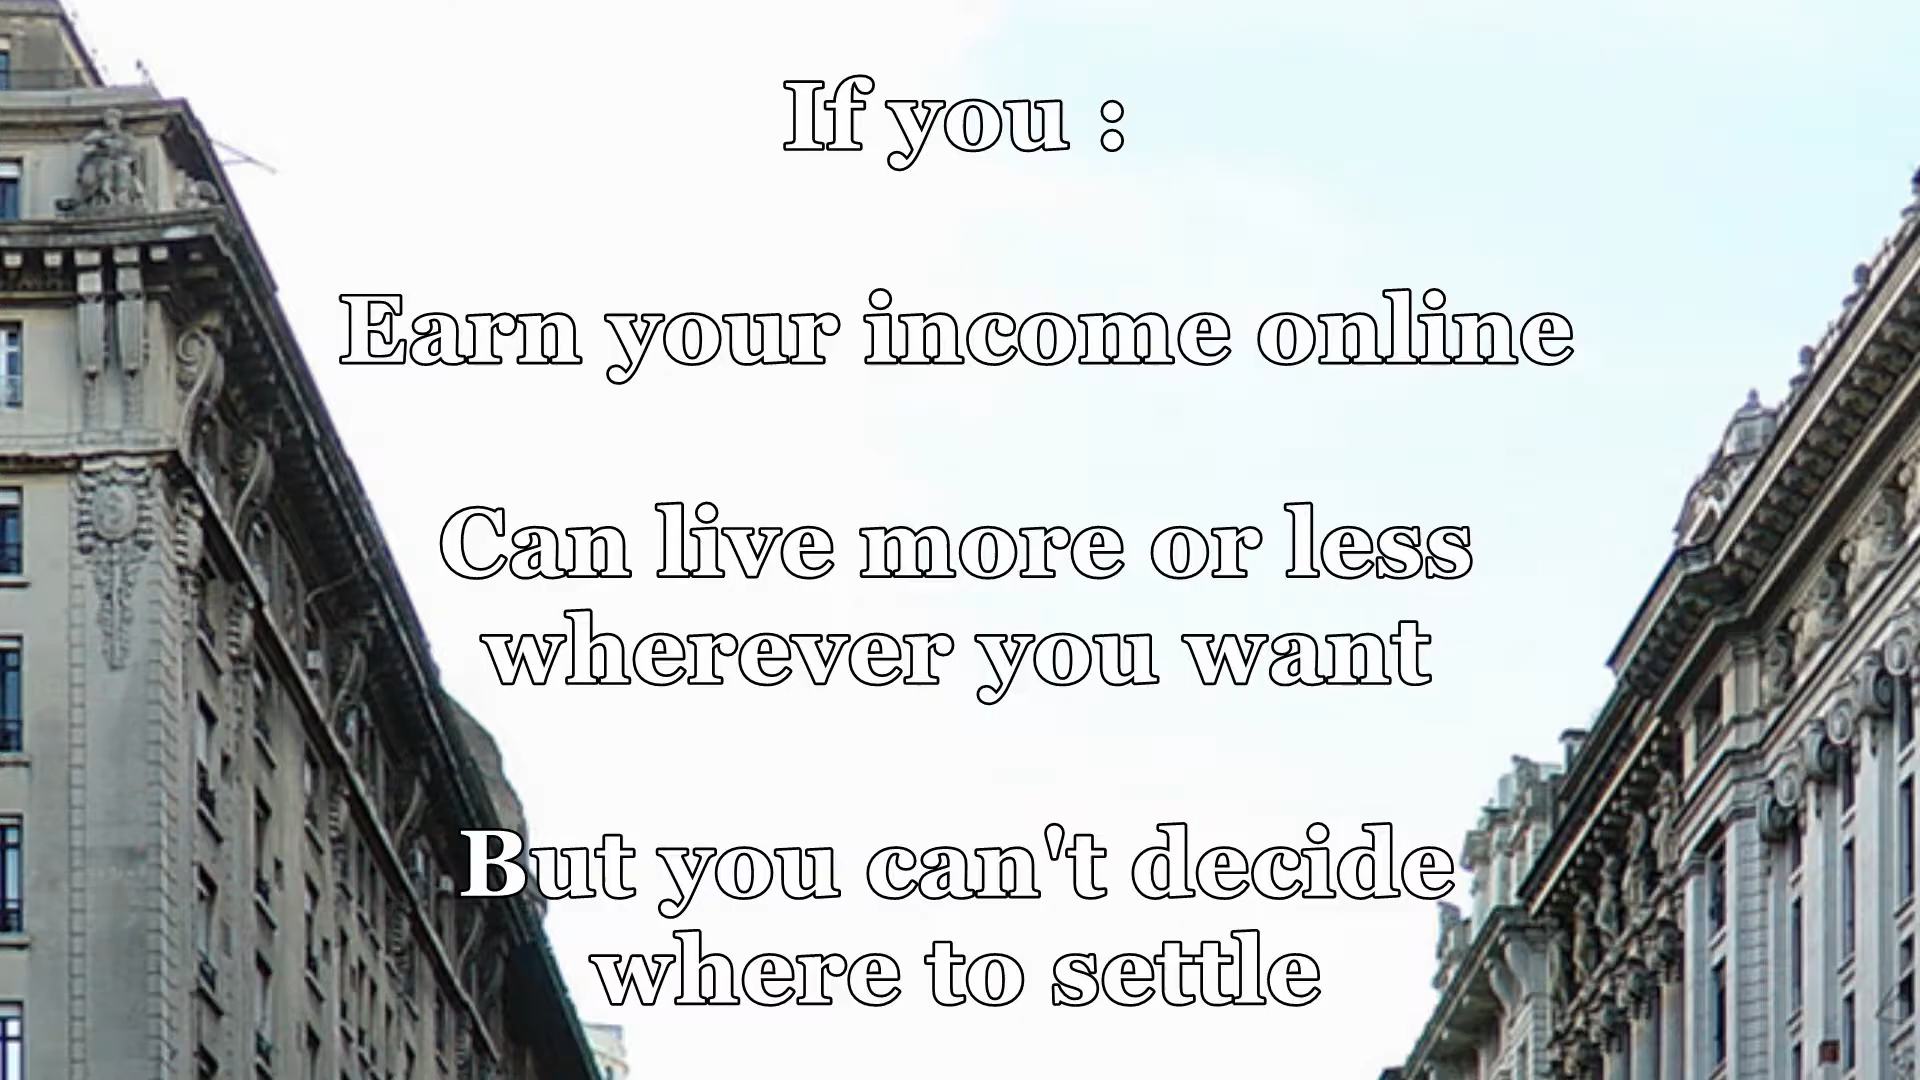 If you :
Earn your income online
Can live more or less
wherever you want
But you can't decide
where to settle